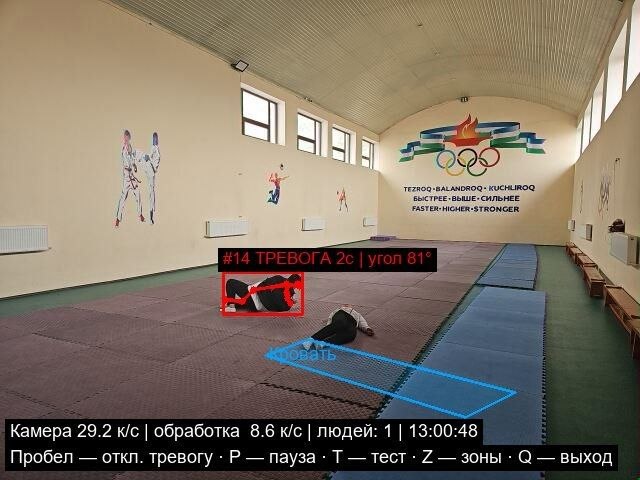 TEZROQ • BALANDROQ • KUCHLIROQ
БЫСТРЕЕ • ВЫШЕ • СИЛЬНЕЕ
FASTER • HIGHER • STRONGER
#14 ТРЕВОГА 2с | угол 81°
Кровать
Камера 29.2 к/с | обработка 8.6 к/с | людей: 1 | 13:00:48
Пробел — откл. тревогу · P — пауза · T — тест · Z — зоны · Q — выход